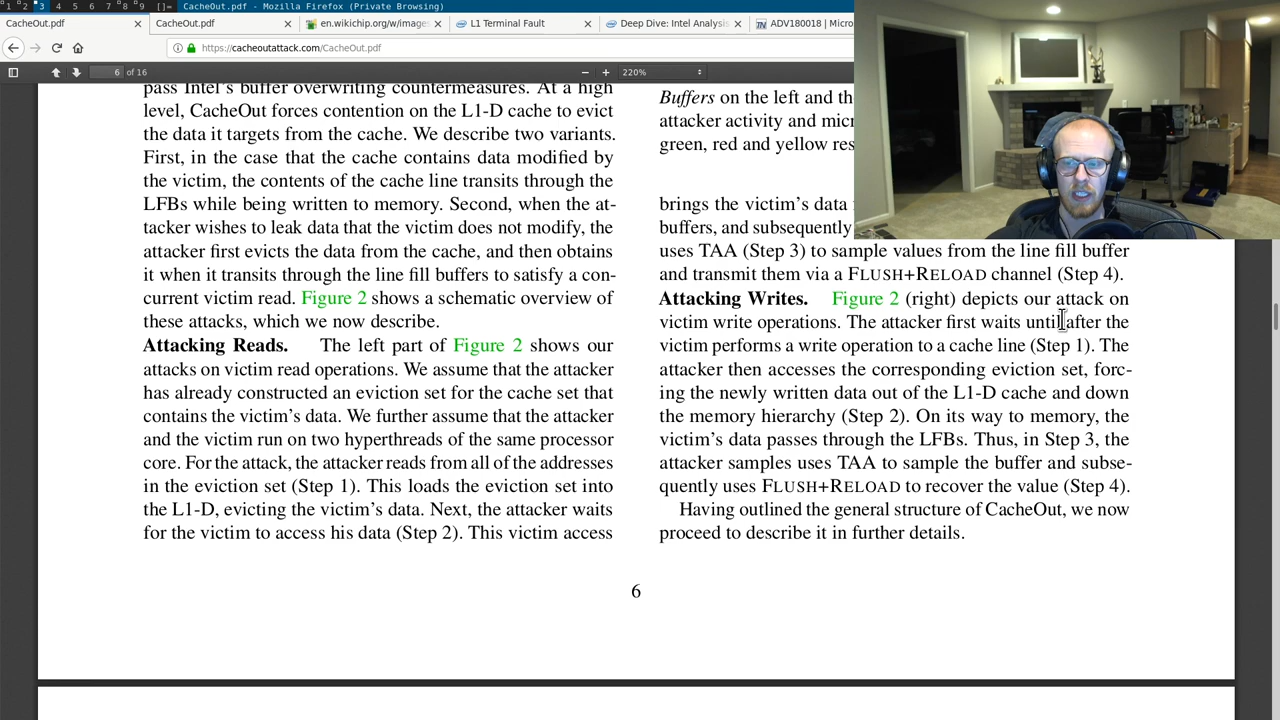 1 2 3 4 5 6 7 8 9 []= CacheOut.pdf - Mozilla Firefox (Private Browsing)
CacheOut.pdf × CacheOut.pdf × en.wikichip.org/w/image × L1 Terminal Fault × Deep Dive: Intel Analysis × ADV180018 | Micro
https://cacheoutattack.com/CacheOut.pdf
6 of 16 − + 220%
pass Intel's buffer overwriting countermeasures. At a high
level, CacheOut forces contention on the L1-D cache to evict
the data it targets from the cache. We describe two variants.
First, in the case that the cache contains data modified by
the victim, the contents of the cache line transits through the
LFBs while being written to memory. Second, when the at-
tacker wishes to leak data that the victim does not modify, the
attacker first evicts the data from the cache, and then obtains
it when it transits through the line fill buffers to satisfy a con-
current victim read. Figure 2 shows a schematic overview of
these attacks, which we now describe.
Attacking Reads. The left part of Figure 2 shows our
attacks on victim read operations. We assume that the attacker
has already constructed an eviction set for the cache set that
contains the victim's data. We further assume that the attacker
and the victim run on two hyperthreads of the same processor
core. For the attack, the attacker reads from all of the addresses
in the eviction set (Step 1). This loads the eviction set into
the L1-D, evicting the victim's data. Next, the attacker waits
for the victim to access his data (Step 2). This victim access
Buffers on the left and th
attacker activity and micr
green, red and yellow res
brings the victim's data
buffers, and subsequently
uses TAA (Step 3) to sample values from the line fill buffer
and transmit them via a FLUSH+RELOAD channel (Step 4).
Attacking Writes. Figure 2 (right) depicts our attack on
victim write operations. The attacker first waits until after the
victim performs a write operation to a cache line (Step 1). The
attacker then accesses the corresponding eviction set, forc-
ing the newly written data out of the L1-D cache and down
the memory hierarchy (Step 2). On its way to memory, the
victim's data passes through the LFBs. Thus, in Step 3, the
attacker samples uses TAA to sample the buffer and subse-
quently uses FLUSH+RELOAD to recover the value (Step 4).
Having outlined the general structure of CacheOut, we now
proceed to describe it in further details.
6